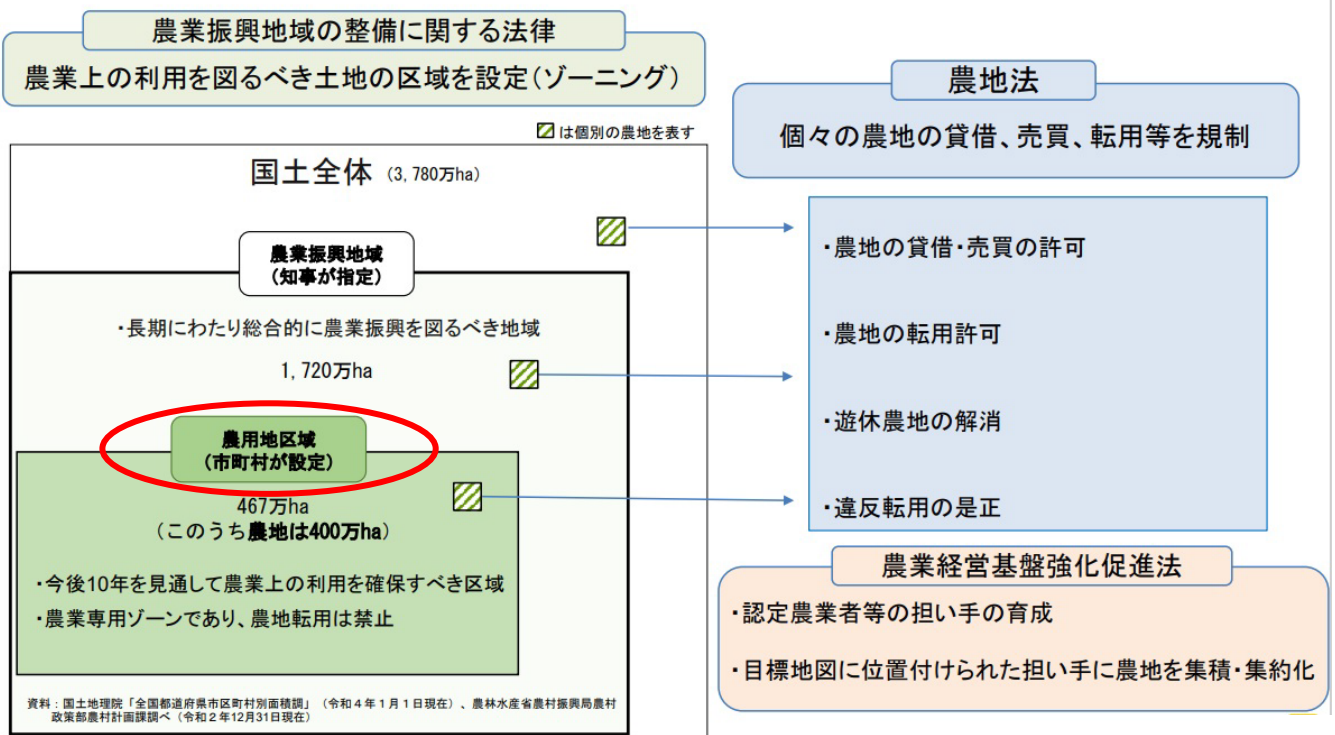 農業振興地域の整備に関する法律
農業上の利用を図るべき土地の区域を設定(ゾーニング)
は個別の農地を表す
国土全体 (3,780万ha)
農業振興地域
(知事が指定)
・長期にわたり総合的に農業振興を図るべき地域
1,720万ha
農用地区域
(市町村が設定)
467万ha
(このうち農地は400万ha)
・今後10年を見通して農業上の利用を確保すべき区域
・農業専用ゾーンであり、農地転用は禁止
資料:国土地理院「全国都道府県市区町村別面積調」(令和4年1月1日現在)、農林水産省農村振興局農村
政策部農村計画課調べ(令和2年12月31日現在)
農地法
個々の農地の貸借、売買、転用等を規制
・農地の貸借・売買の許可
・農地の転用許可
・遊休農地の解消
・違反転用の是正
農業経営基盤強化促進法
・認定農業者等の担い手の育成
・目標地図に位置付けられた担い手に農地を集積・集約化